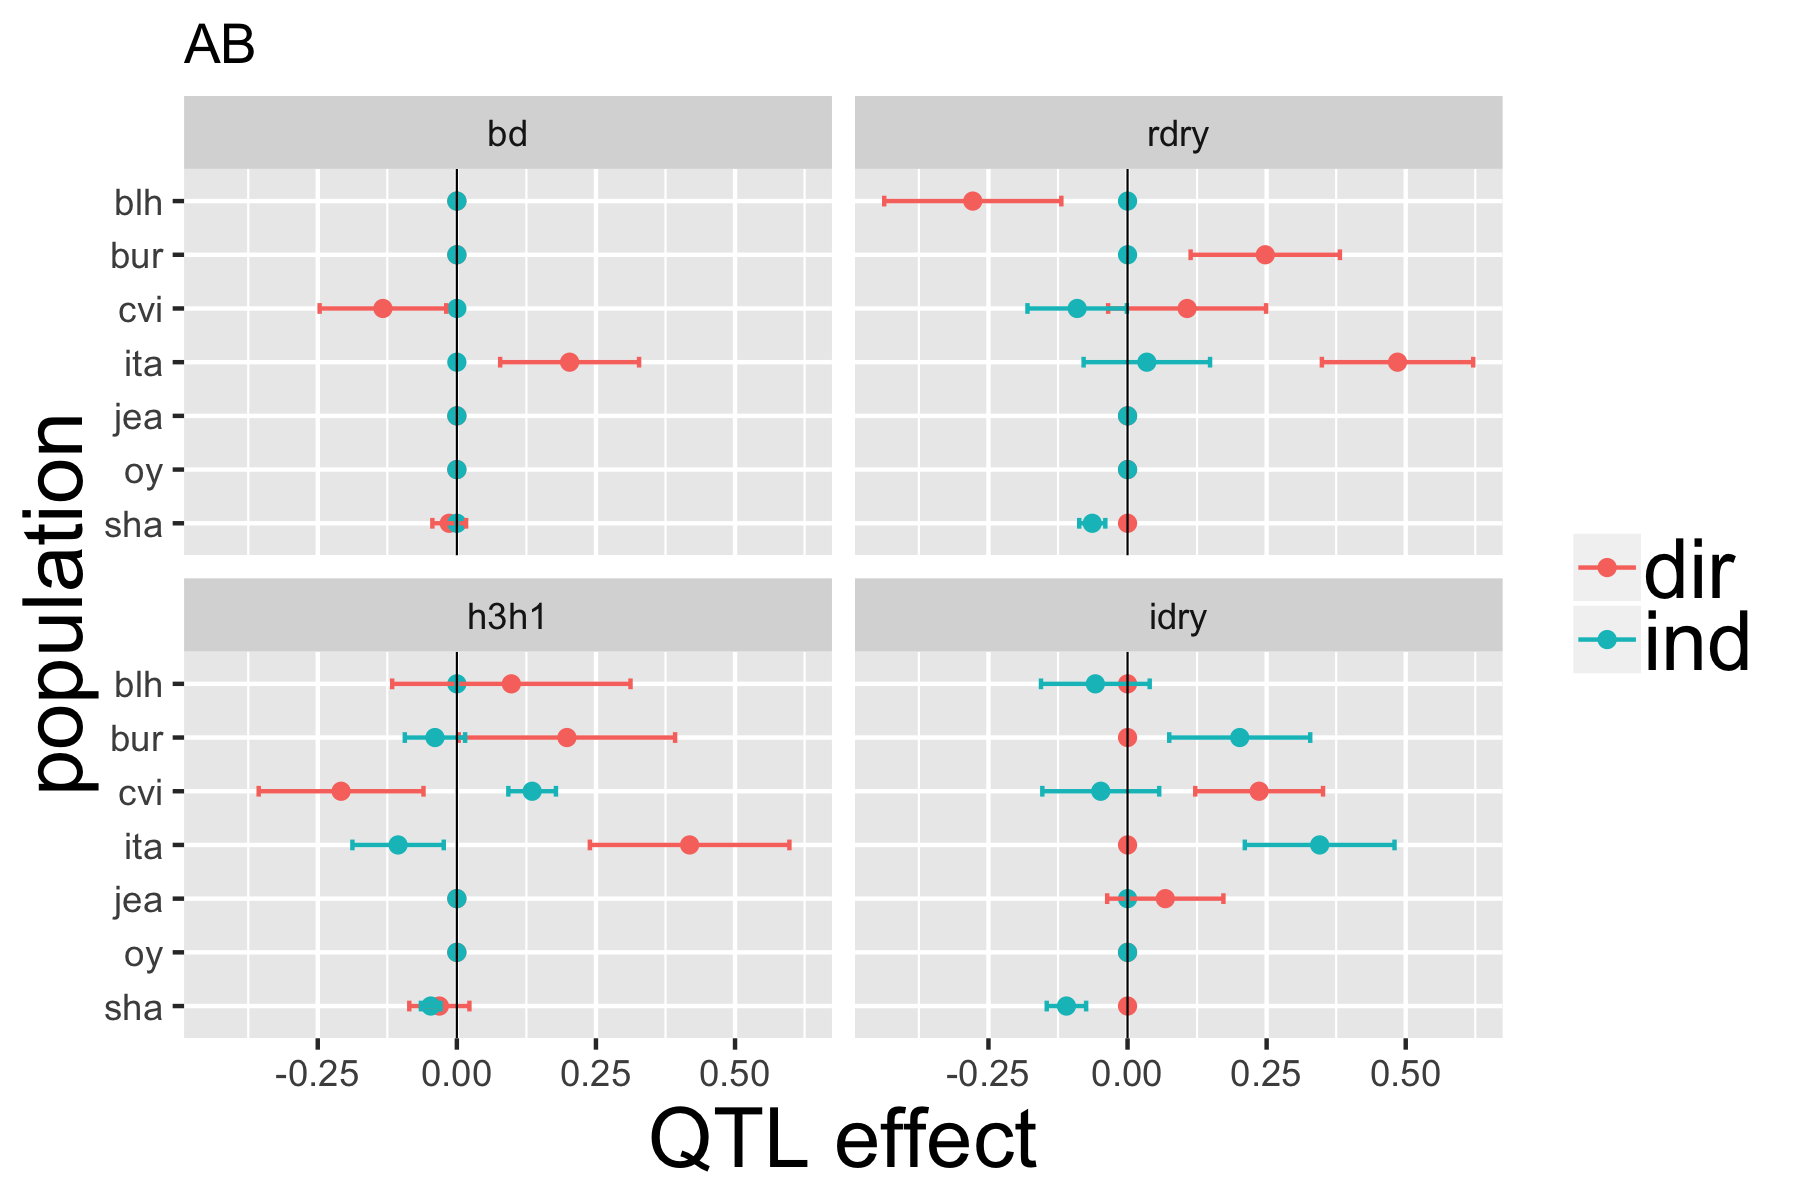 AB
bd
rdry
blh
bur
cvi
ita
jea
oy
sha
h3h1
idry
blh
bur
cvi
ita
jea
oy
sha
-0.25 0.00 0.25 0.50
-0.25 0.00 0.25 0.50
QTL effect
population
dir
ind